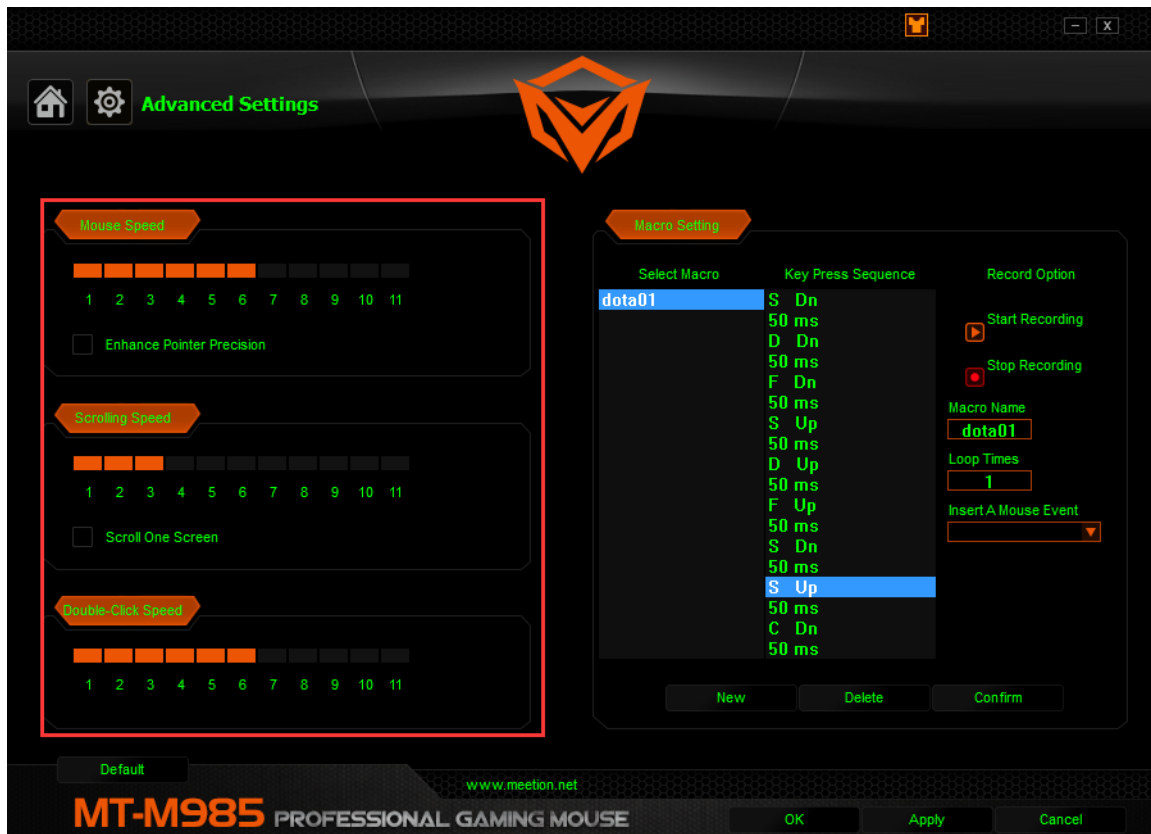 X
Advanced Settings
Mouse Speed
1 2 3 4 5 6 7 8 9 10 11
Enhance Pointer Precision
Scrolling Speed
1 2 3 4 5 6 7 8 9 10 11
Scroll One Screen
Double-Click Speed
1 2 3 4 5 6 7 8 9 10 11
Macro Setting
Select Macro
dota01
Key Press Sequence
S Dn
50 ms
D Dn
50 ms
F Dn
50 ms
S Up
50 ms
D Up
50 ms
F Up
50 ms
S Dn
50 ms
S Up
50 ms
C Dn
50 ms
Record Option
Start Recording
Stop Recording
Macro Name
dota01
Loop Times
1
Insert A Mouse Event
New Delete Confirm
Default
www.meetion.net
MT-M985 PROFESSIONAL GAMING MOUSE
OK Apply Cancel